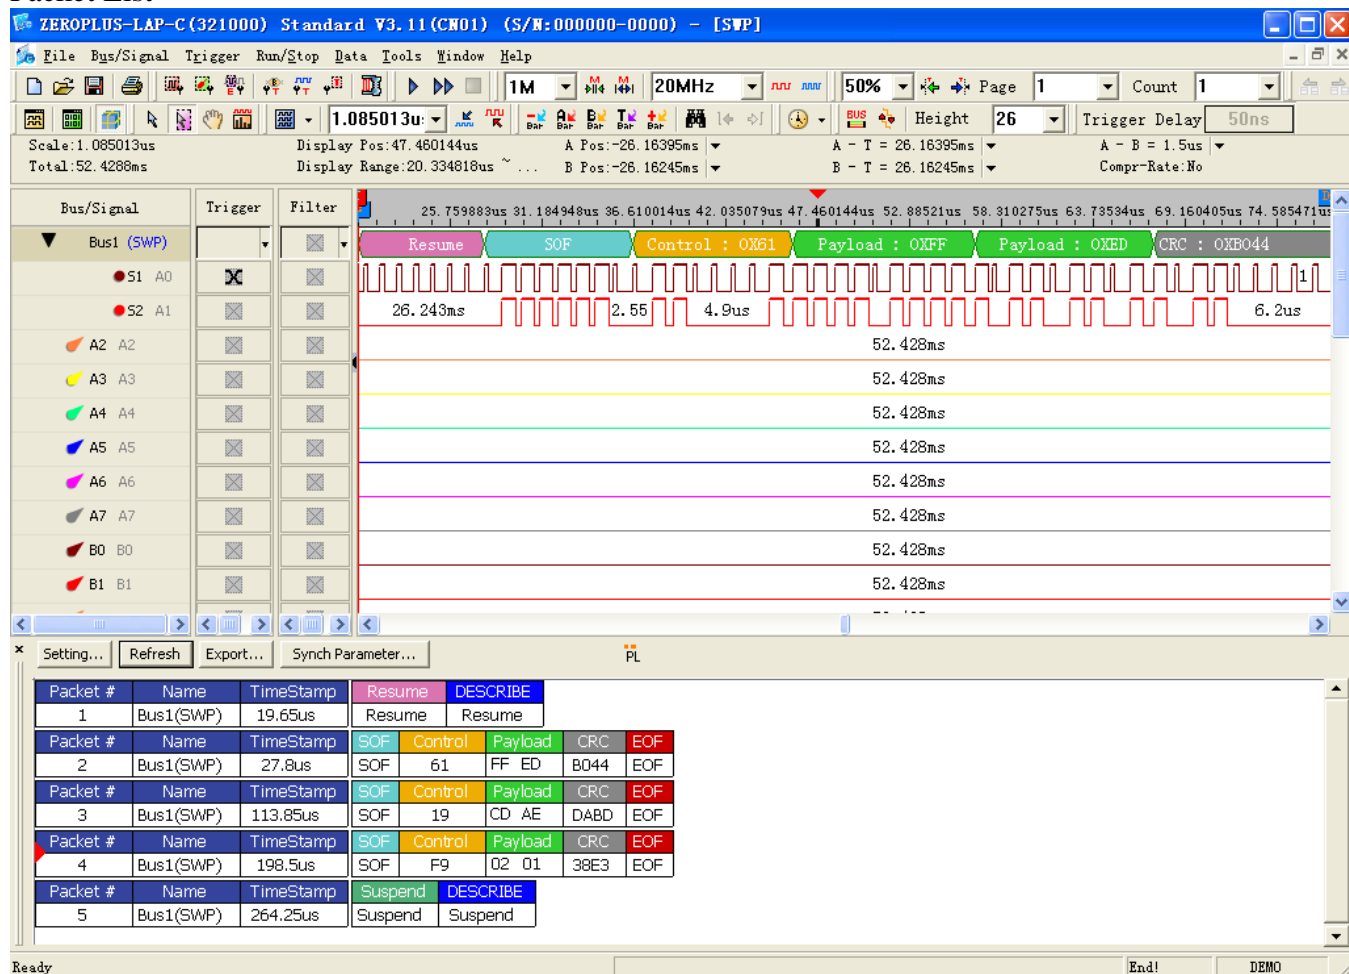 ZEROPLUS-LAP-C(321000) Standard V3.11(CN01) (S/N:000000-0000) - [SWP]
File Bus/Signal Trigger Run/Stop Data Tools Window Help
1M 20MHz 50% Page 1 Count 1
1.085013u: Height 26 Trigger Delay 50ns
Scale:1.085013us Display Pos:47.460144us A Pos:-26.16395ms A - T = 26.16395ms A - B = 1.5us
Total:52.4288ms Display Range:20.334818us ~ ... B Pos:-26.16245ms B - T = 26.16245ms Compr-Rate:No
Bus/Signal Trigger Filter 25.759883us 31.184948us 36.610014us 42.035079us 47.460144us 52.88521us 58.310275us 63.73534us 69.160405us 74.585471us
Bus1 (SWP) Resume SOF Control : 0X61 Payload : 0XFF Payload : 0XED CRC : 0XB044
S1 A0 1
S2 A1 26.243ms 2.55 4.9us 6.2us
A2 A2 52.428ms
A3 A3 52.428ms
A4 A4 52.428ms
A5 A5 52.428ms
A6 A6 52.428ms
A7 A7 52.428ms
B0 B0 52.428ms
B1 B1 52.428ms
Setting... Refresh Export... Synch Parameter... PL
Packet # Name TimeStamp Resume DESCRIBE
1 Bus1(SWP) 19.65us Resume Resume
Packet # Name TimeStamp SOF Control Payload CRC EOF
2 Bus1(SWP) 27.8us SOF 61 FF ED B044 EOF
Packet # Name TimeStamp SOF Control Payload CRC EOF
3 Bus1(SWP) 113.85us SOF 19 CD AE DABD EOF
Packet # Name TimeStamp SOF Control Payload CRC EOF
4 Bus1(SWP) 198.5us SOF F9 02 01 38E3 EOF
Packet # Name TimeStamp Suspend DESCRIBE
5 Bus1(SWP) 264.25us Suspend Suspend
Ready End! DEMO